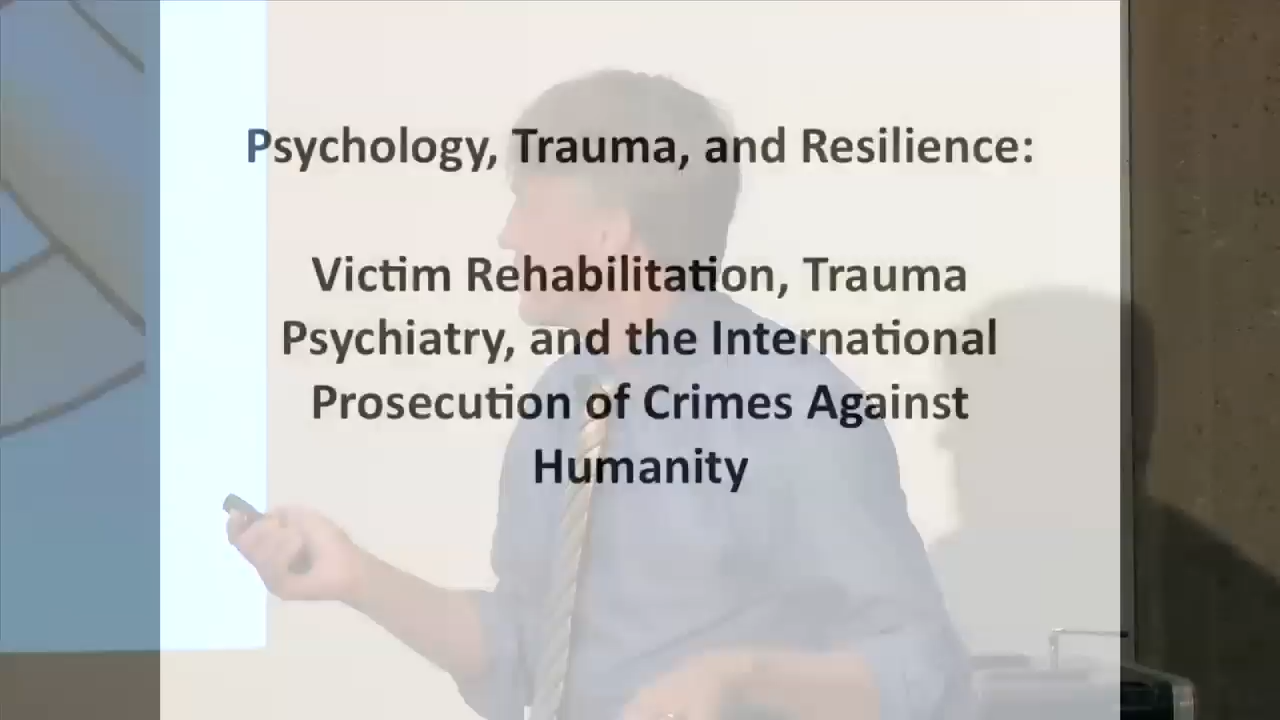 Psychology, Trauma, and Resilience:
Victim Rehabilitation, Trauma
Psychiatry, and the International
Prosecution of Crimes Against
Humanity